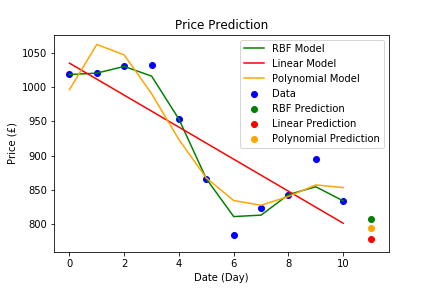 Price Prediction
RBF Model
Linear Model
Polynomial Model
Data
RBF Prediction
Linear Prediction
Polynomial Prediction
Price (£)
1050
1000
950
900
850
800
0 2 4 6 8 10
Date (Day)